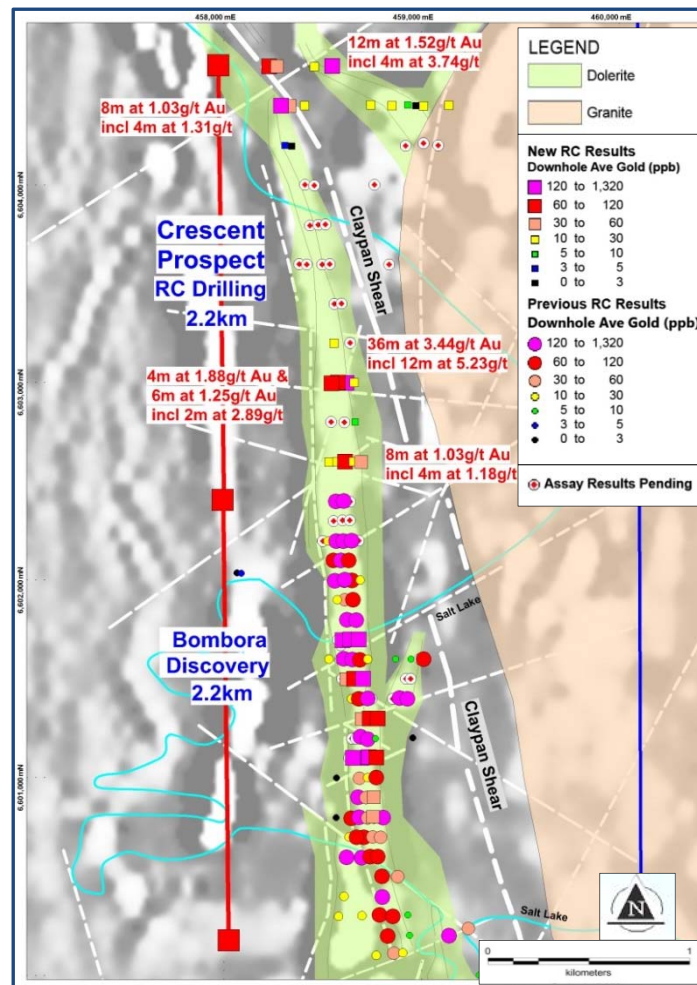 458,000 mE
459,000 mE
460,000 mE
12m at 1.52g/t Au
incl 4m at 3.74g/t
8m at 1.03g/t Au
incl 4m at 1.31g/t
6,604,000 mN
Crescent
Prospect
RC Drilling
2.2km
Claypan Shear
36m at 3.44g/t Au
incl 12m at 5.23g/t
4m at 1.88g/t Au &
6m at 1.25g/t Au
incl 2m at 2.89g/t
6,603,000 mN
8m at 1.03g/t Au
incl 4m at 1.18g/t
6,602,000 mN
Salt Lake
Bombora
Discovery
2.2km
Claypan Shear
6,601,000 mN
Salt Lake
LEGEND
Dolerite
Granite
New RC Results
Downhole Ave Gold (ppb)
120 to 1,320
60 to 120
30 to 60
10 to 30
5 to 10
3 to 5
0 to 3
Previous RC Results
Downhole Ave Gold (ppb)
120 to 1,320
60 to 120
30 to 60
10 to 30
5 to 10
3 to 5
0 to 3
Assay Results Pending
N
0 1
kilometers